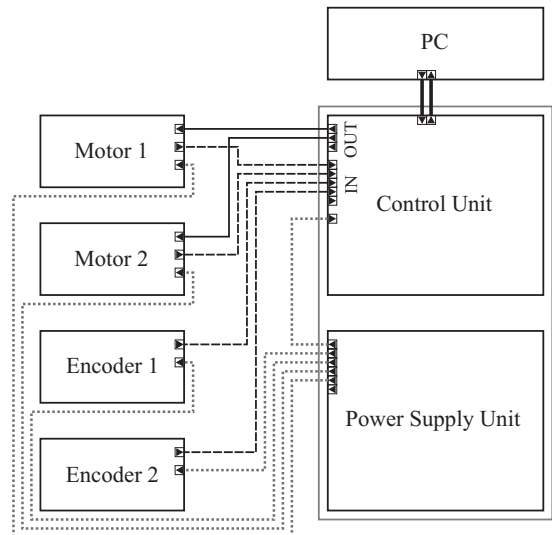 PC
Motor 1
OUT
IN
Control Unit
Motor 2
Encoder 1
Power Supply Unit
Encoder 2